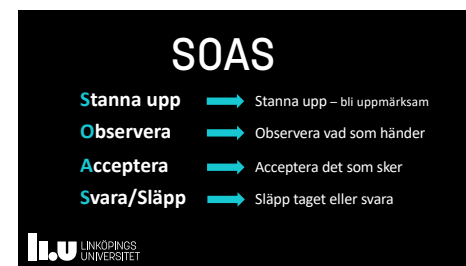 SOAS
Stanna upp Stanna upp – bli uppmärksam
Observera Observera vad som händer
Acceptera Acceptera det som sker
Svara/Släpp Släpp taget eller svara
LIU LINKÖPINGS
UNIVERSITET